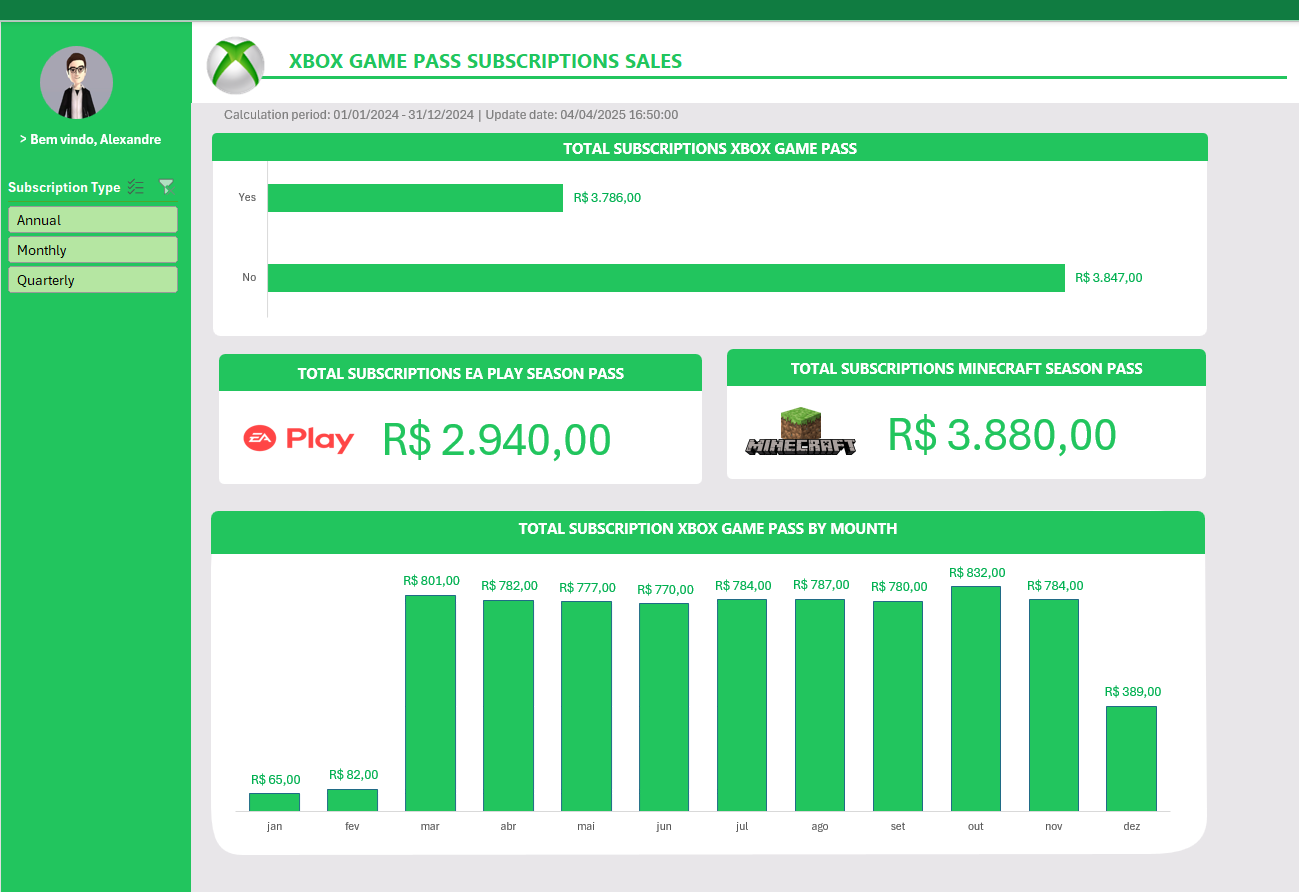 XBOX GAME PASS SUBSCRIPTIONS SALES
> Bem vindo, Alexandre
Subscription Type
Annual
Monthly
Quarterly
Calculation period: 01/01/2024 - 31/12/2024 | Update date: 04/04/2025 16:50:00
TOTAL SUBSCRIPTIONS XBOX GAME PASS
Yes
R$ 3.786,00
No
R$ 3.847,00
TOTAL SUBSCRIPTIONS EA PLAY SEASON PASS
EA Play
R$ 2.940,00
TOTAL SUBSCRIPTIONS MINECRAFT SEASON PASS
MINECRAFT
R$ 3.880,00
TOTAL SUBSCRIPTION XBOX GAME PASS BY MOUNTH
R$ 65,00
R$ 82,00
R$ 801,00
R$ 782,00
R$ 777,00
R$ 770,00
R$ 784,00
R$ 787,00
R$ 780,00
R$ 832,00
R$ 784,00
R$ 389,00
jan
fev
mar
abr
mai
jun
jul
ago
set
out
nov
dez